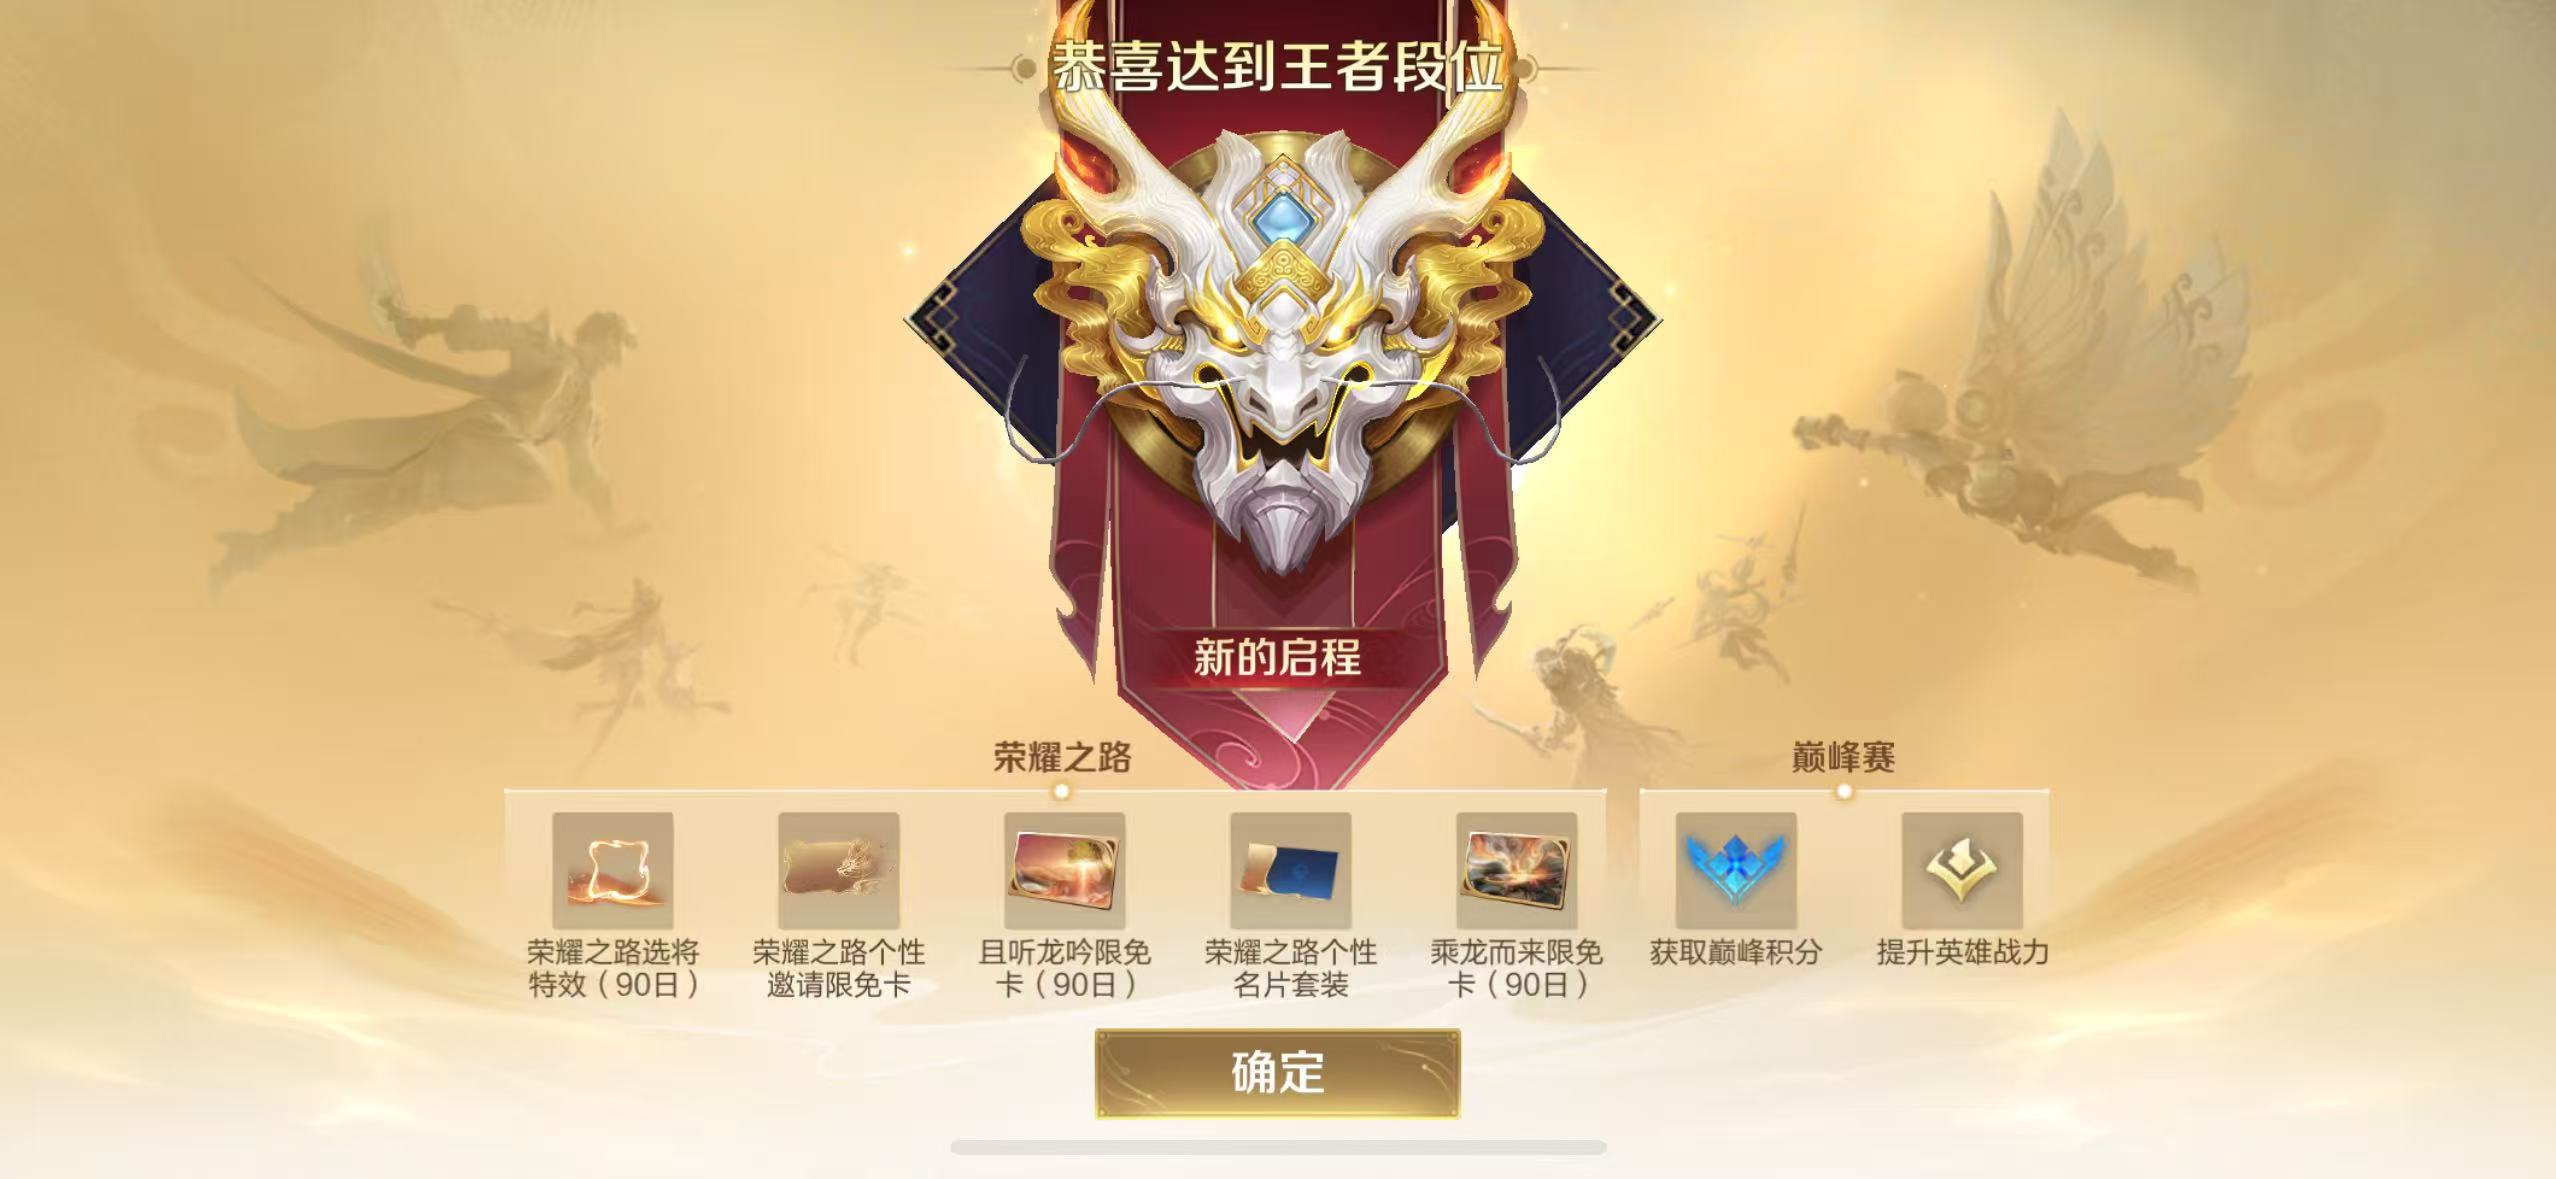 恭喜达到王者段位
新的启程
荣耀之路
荣耀之路选将
特效（90日）
荣耀之路个性
邀请限免卡
且听龙吟限免
卡（90日）
荣耀之路个性
名片套装
乘龙而来限免
卡（90日）
巅峰赛
获取巅峰积分
提升英雄战力
确定